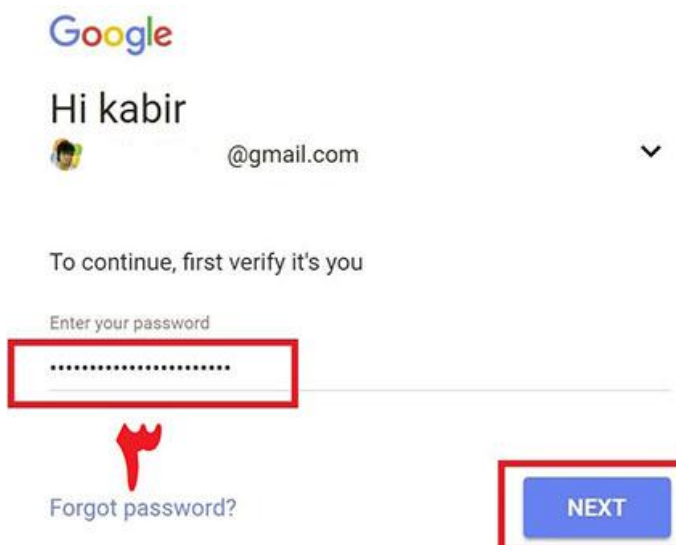 Google
Hi kabir
@gmail.com
To continue, first verify it's you
Enter your password
•••••••••••••••••••••••
۳
Forgot password?
NEXT